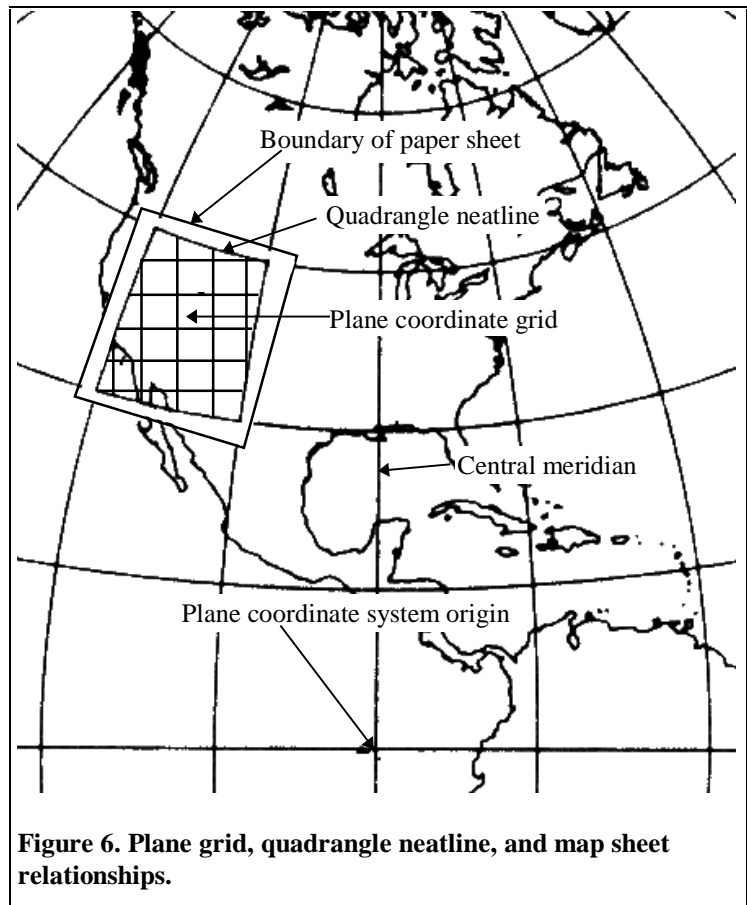 Boundary of paper sheet
Quadrangle neatline
Plane coordinate grid
Central meridian
Plane coordinate system origin
Figure 6. Plane grid, quadrangle neatline, and map sheet
relationships.